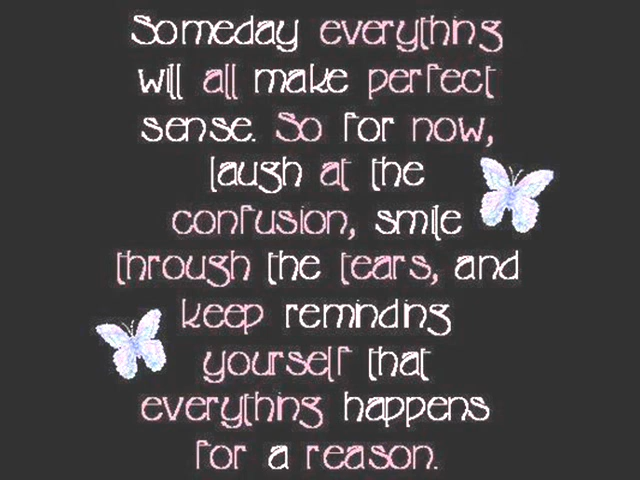 Someday everything
will all make perfect
sense. So for now,
laugh at the
confusion, smile
through the tears, and
keep reminding
yourself that
everything happens
for a reason.